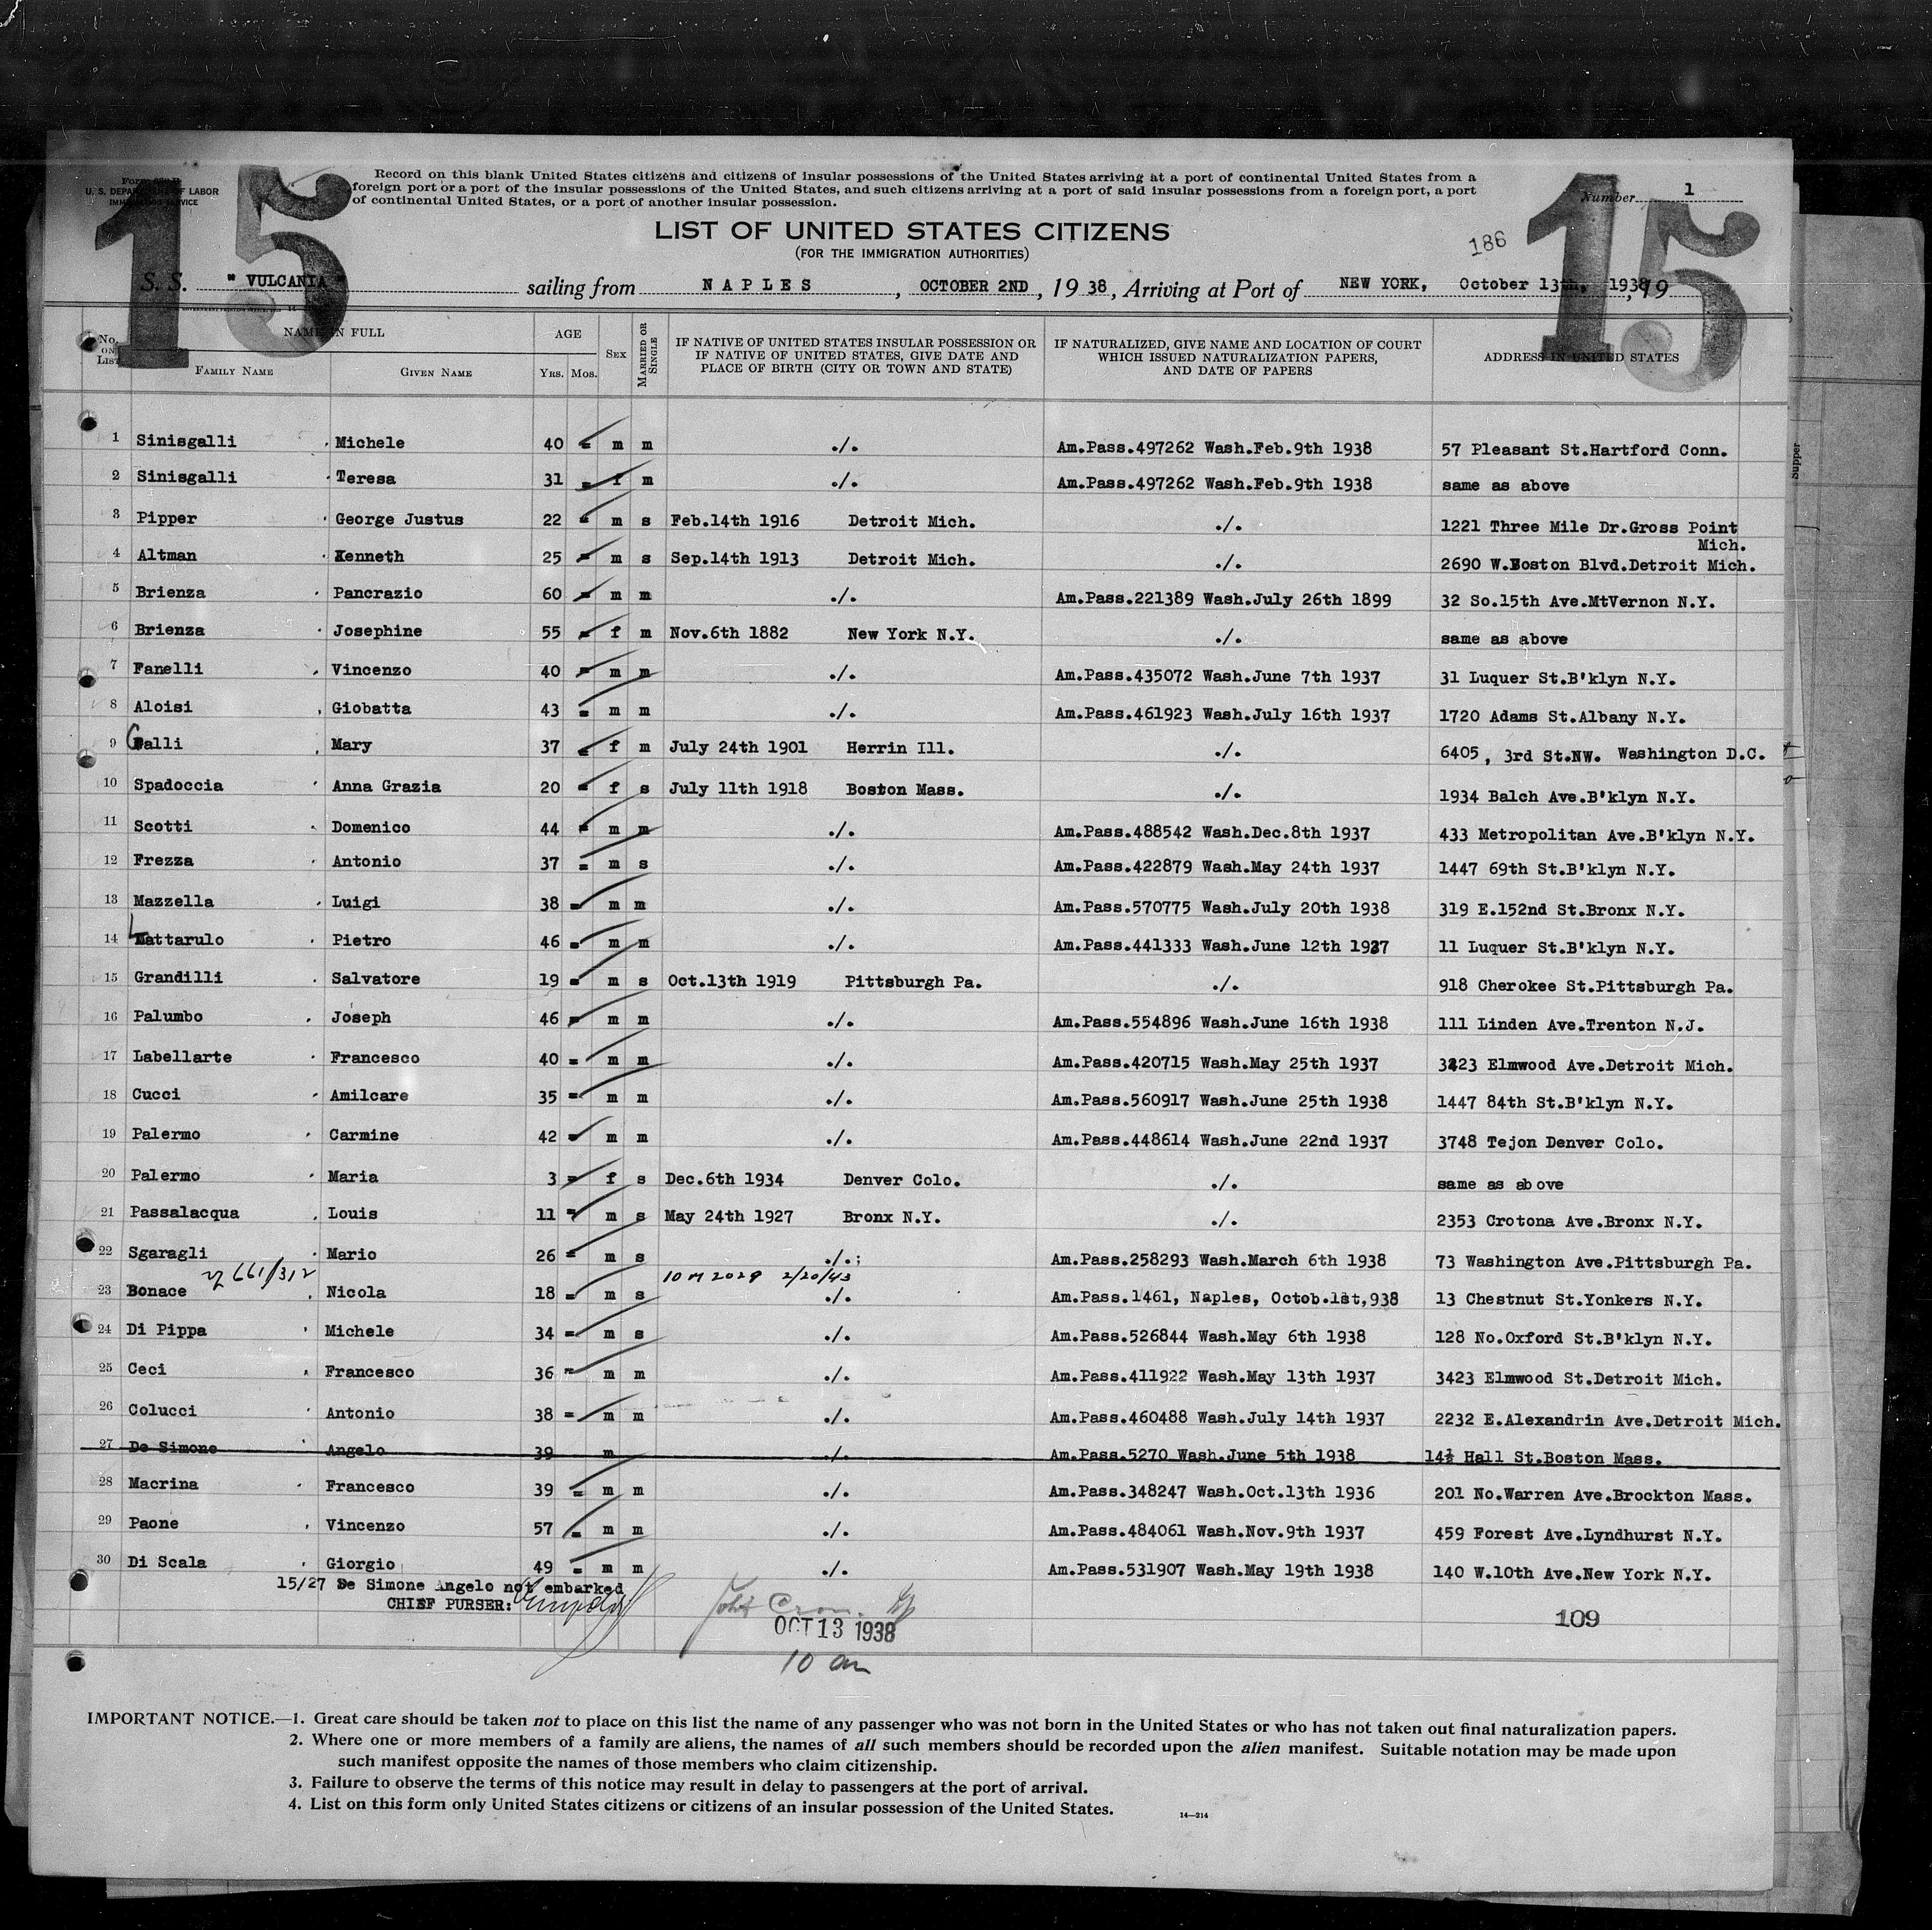 1
Form 630 B
U. S. DEPARTMENT OF LABOR
IMMIGRATION SERVICE
15
15
Record on this blank United States citizens and citizens of insular possessions of the United States arriving at a port of continental United States from a
foreign port or a port of the insular possessions of the United States, and such citizens arriving at a port of said insular possessions from a foreign port, a port
of continental United States, or a port of another insular possession.
Number 1
LIST OF UNITED STATES CITIZENS
(FOR THE IMMIGRATION AUTHORITIES)
186
S. S. "VULCANIA" sailing from NAPLES, OCTOBER 2ND, 1938, Arriving at Port of NEW YORK, October 13th, 1938, 19
No. ON LIST
NAME IN FULL
FAMILY NAME
GIVEN NAME
AGE
YRS. MOS.
SEX
MARRIED OR SINGLE
IF NATIVE OF UNITED STATES INSULAR POSSESSION OR
IF NATIVE OF UNITED STATES, GIVE DATE AND
PLACE OF BIRTH (CITY OR TOWN AND STATE)
IF NATURALIZED, GIVE NAME AND LOCATION OF COURT
WHICH ISSUED NATURALIZATION PAPERS,
AND DATE OF PAPERS
ADDRESS IN UNITED STATES
Supper
1 Sinisgalli Michele 40 = m m ./. Am.Pass.497262 Wash.Feb.9th 1938 57 Pleasant St.Hartford Conn.
2 Sinisgalli Teresa 31 = f m ./. Am.Pass.497262 Wash.Feb.9th 1938 same as above
3 Pipper George Justus 22 = m s Feb.14th 1916 Detroit Mich. ./. 1221 Three Mile Dr.Gross Point
Mich.
4 Altman Kenneth 25 = m s Sep.14th 1913 Detroit Mich. ./. 2690 W.Boston Blvd.Detroit Mich.
5 Brienza Pancrazio 60 = m m ./. Am.Pass.221389 Wash.July 26th 1899 32 So.15th Ave.MtVernon N.Y.
6 Brienza Josephine 55 = f m Nov.6th 1882 New York N.Y. ./. same as above
7 Fanelli Vincenzo 40 = m m ./. Am.Pass.435072 Wash.June 7th 1937 31 Luquer St.B'klyn N.Y.
8 Aloisi Giobatta 43 = m m ./. Am.Pass.461923 Wash.July 16th 1937 1720 Adams St.Albany N.Y.
9 Galli Mary 37 = f m July 24th 1901 Herrin Ill. ./. 6405, 3rd St.NW. Washington D.C.
10 Spadoccia Anna Grazia 20 = f s July 11th 1918 Boston Mass. ./. 1934 Balch Ave.B'klyn N.Y.
11 Scotti Domenico 44 = m m ./. Am.Pass.488542 Wash.Dec.8th 1937 433 Metropolitan Ave.B'klyn N.Y.
12 Frezza Antonio 37 = m s ./. Am.Pass.422879 Wash.May 24th 1937 1447 69th St.B'klyn N.Y.
13 Mazzella Luigi 38 = m m ./. Am.Pass.570775 Wash.July 20th 1938 319 E.152nd St.Bronx N.Y.
14 Lattarulo Pietro 46 = m m ./. Am.Pass.441333 Wash.June 12th 1937 11 Luquer St.B'klyn N.Y.
15 Grandilli Salvatore 19 = m s Oct.13th 1919 Pittsburgh Pa. ./. 918 Cherokee St.Pittsburgh Pa.
16 Palumbo Joseph 46 = m m ./. Am.Pass.554896 Wash.June 16th 1938 111 Linden Ave.Trenton N.J.
17 Labellarte Francesco 40 = m m ./. Am.Pass.420715 Wash.May 25th 1937 3423 Elmwood Ave.Detroit Mich.
18 Cucci Amilcare 35 = m m ./. Am.Pass.560917 Wash.June 25th 1938 1447 84th St.B'klyn N.Y.
19 Palermo Carmine 42 = m m ./. Am.Pass.448614 Wash.June 22nd 1937 3748 Tejon Denver Colo.
20 Palermo Maria 3 = f s Dec.6th 1934 Denver Colo. ./. same as above
21 Passalacqua Louis 11 = m s May 24th 1927 Bronx N.Y. ./. 2353 Crotona Ave.Bronx N.Y.
22 Sgaragli Mario 26 = m s ./.; Am.Pass.258293 Wash.March 6th 1938 73 Washington Ave.Pittsburgh Pa.
661/312 10 M 2029 2/20/43
23 Bonace Nicola 18 = m s ./. Am.Pass.1461, Naples, Octob.1st,938 13 Chestnut St.Yonkers N.Y.
24 Di Pippa Michele 34 = m s ./. Am.Pass.526844 Wash.May 6th 1938 128 No.Oxford St.B'klyn N.Y.
25 Ceci Francesco 36 = m m ./. Am.Pass.411922 Wash.May 13th 1937 3423 Elmwood St.Detroit Mich.
26 Colucci Antonio 38 = m m ./. Am.Pass.460488 Wash.July 14th 1937 2232 E.Alexandrin Ave.Detroit Mich.
27 De Simone Angelo 39 m ./. Am.Pass.5270 Wash.June 5th 1938 14½ Hall St.Boston Mass.
28 Macrina Francesco 39 = m m ./. Am.Pass.348247 Wash.Oct.13th 1936 201 No.Warren Ave.Brockton Mass.
29 Paone Vincenzo 57 = m m ./. Am.Pass.484061 Wash.Nov.9th 1937 459 Forest Ave.Lyndhurst N.Y.
30 Di Scala Giorgio 49 = m m ./. Am.Pass.531907 Wash.May 19th 1938 140 W.10th Ave.New York N.Y.
15/27 De Simone Angelo not embarked
CHIEF PURSER:
OCT 13 1938
10 am
109
IMPORTANT NOTICE.—1. Great care should be taken not to place on this list the name of any passenger who was not born in the United States or who has not taken out final naturalization papers.
2. Where one or more members of a family are aliens, the names of all such members should be recorded upon the alien manifest. Suitable notation may be made upon
such manifest opposite the names of those members who claim citizenship.
3. Failure to observe the terms of this notice may result in delay to passengers at the port of arrival.
4. List on this form only United States citizens or citizens of an insular possession of the United States.
14—214